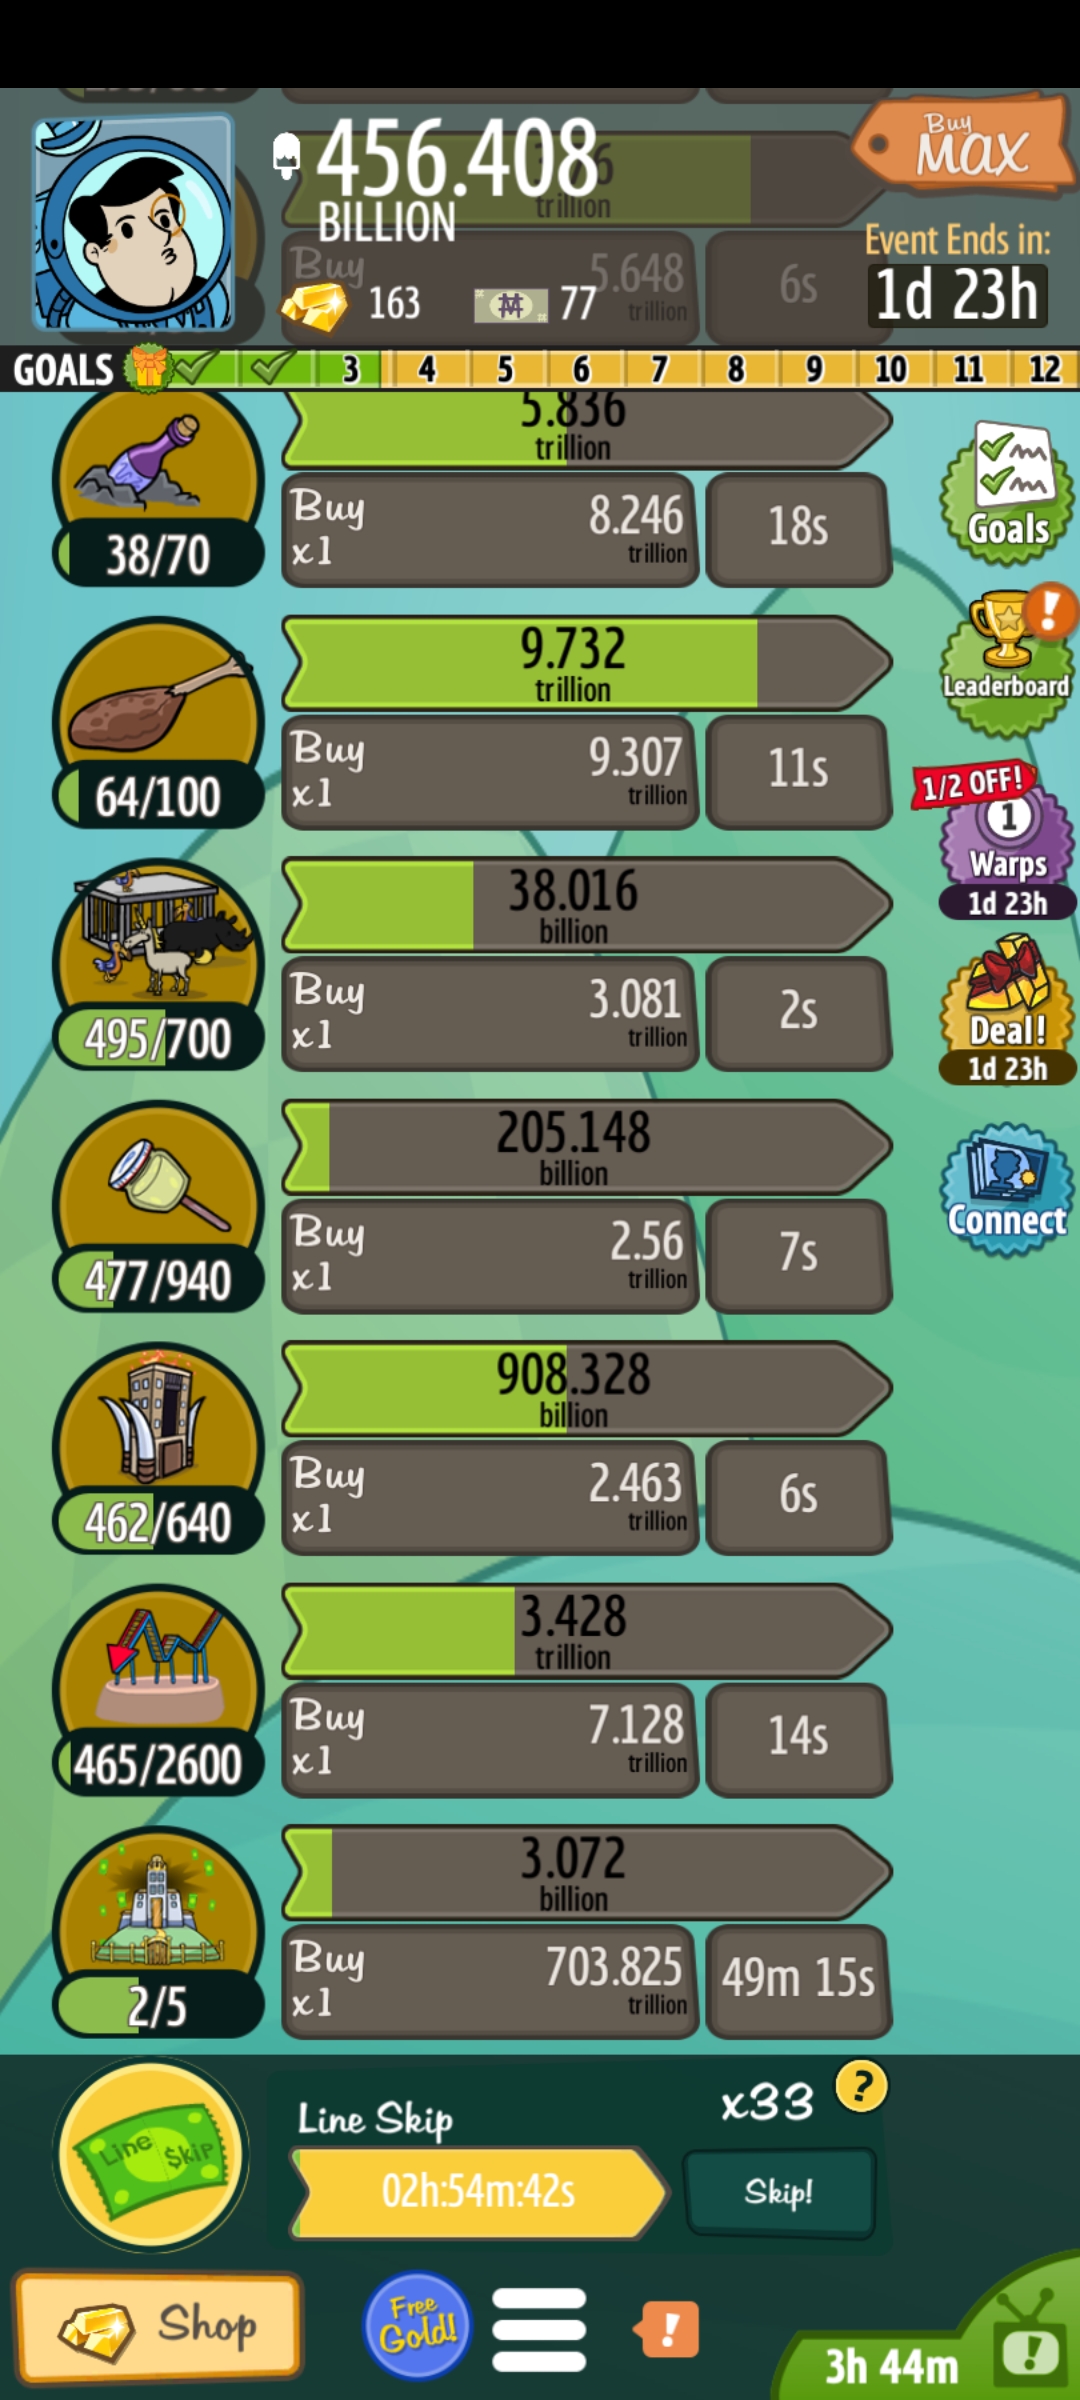 456.408
BILLION
Buy
MAX
trillion
Event Ends in:
1d 23h
Buy
5.648
trillion
6s
163
77
GOALS
3
4
5
6
7
8
9
10
11
12
5.836
trillion
38/70
Buy
x1
8.246
trillion
18s
Goals
9.732
trillion
64/100
Buy
x1
9.307
trillion
11s
Leaderboard
1/2 OFF!
1
Warps
1d 23h
38.016
billion
495/700
Buy
x1
3.081
trillion
2s
Deal!
1d 23h
205.148
billion
477/940
Buy
x1
2.56
trillion
7s
Connect
908.328
billion
462/640
Buy
x1
2.463
trillion
6s
3.428
trillion
465/2600
Buy
x1
7.128
trillion
14s
3.072
billion
2/5
Buy
x1
703.825
trillion
49m 15s
Line $kip
Line Skip
x33
?
02h:54m:42s
Skip!
Shop
Free
Gold!
!
3h 44m
!